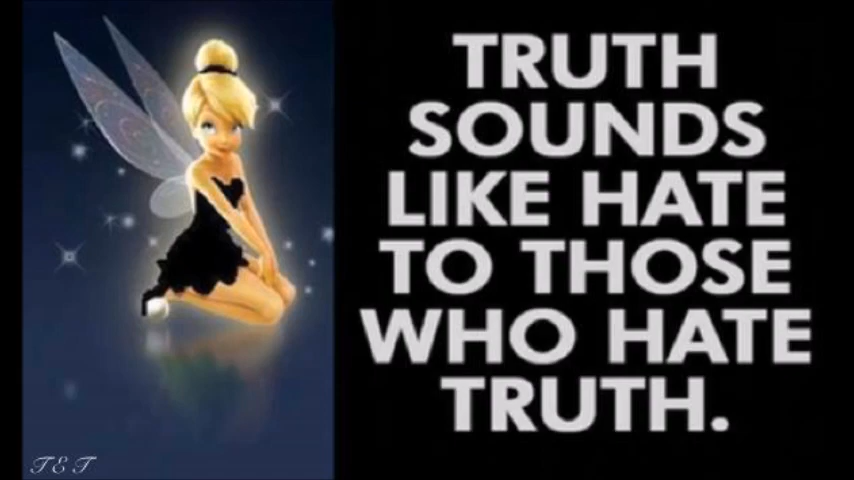 TRUTH
SOUNDS
LIKE HATE
TO THOSE
WHO HATE
TRUTH.
T&T